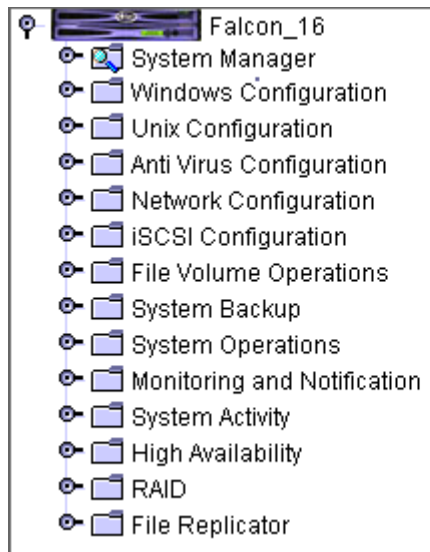 Falcon_16
System Manager
Windows Configuration
Unix Configuration
Anti Virus Configuration
Network Configuration
iSCSI Configuration
File Volume Operations
System Backup
System Operations
Monitoring and Notification
System Activity
High Availability
RAID
File Replicator